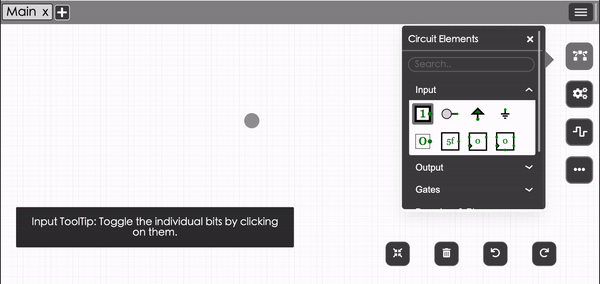 Main x
Circuit Elements x
Search..
Input
1
0 5f 0 0
Output
Gates
Input ToolTip: Toggle the individual bits by clicking
on them.